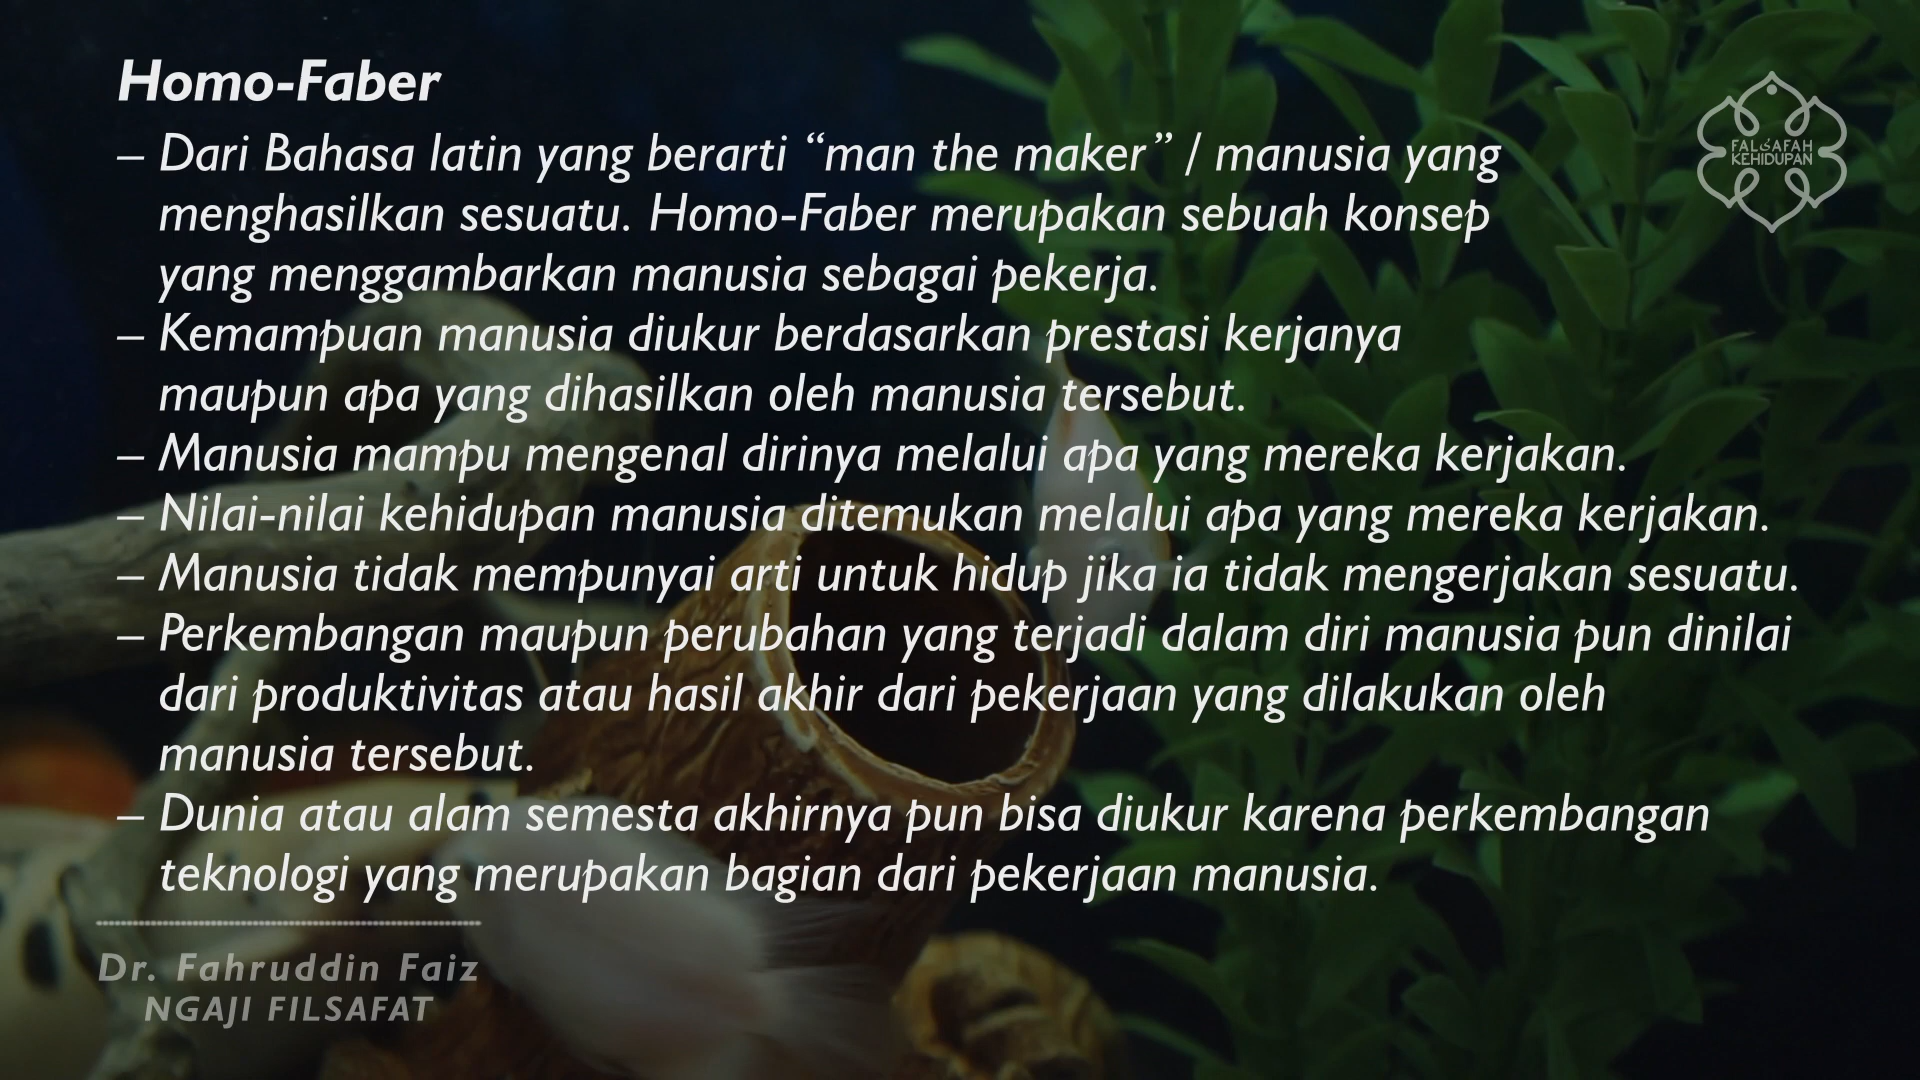 Homo-Faber
– Dari Bahasa latin yang berarti “man the maker” / manusia yang
menghasilkan sesuatu. Homo-Faber merupakan sebuah konsep
yang menggambarkan manusia sebagai pekerja.
– Kemampuan manusia diukur berdasarkan prestasi kerjanya
maupun apa yang dihasilkan oleh manusia tersebut.
– Manusia mampu mengenal dirinya melalui apa yang mereka kerjakan.
– Nilai-nilai kehidupan manusia ditemukan melalui apa yang mereka kerjakan.
– Manusia tidak mempunyai arti untuk hidup jika ia tidak mengerjakan sesuatu.
– Perkembangan maupun perubahan yang terjadi dalam diri manusia pun dinilai
dari produktivitas atau hasil akhir dari pekerjaan yang dilakukan oleh
manusia tersebut.
– Dunia atau alam semesta akhirnya pun bisa diukur karena perkembangan
teknologi yang merupakan bagian dari pekerjaan manusia.
Dr. Fahruddin Faiz
NGAJI FILSAFAT
FALSAFAH
KEHIDUPAN